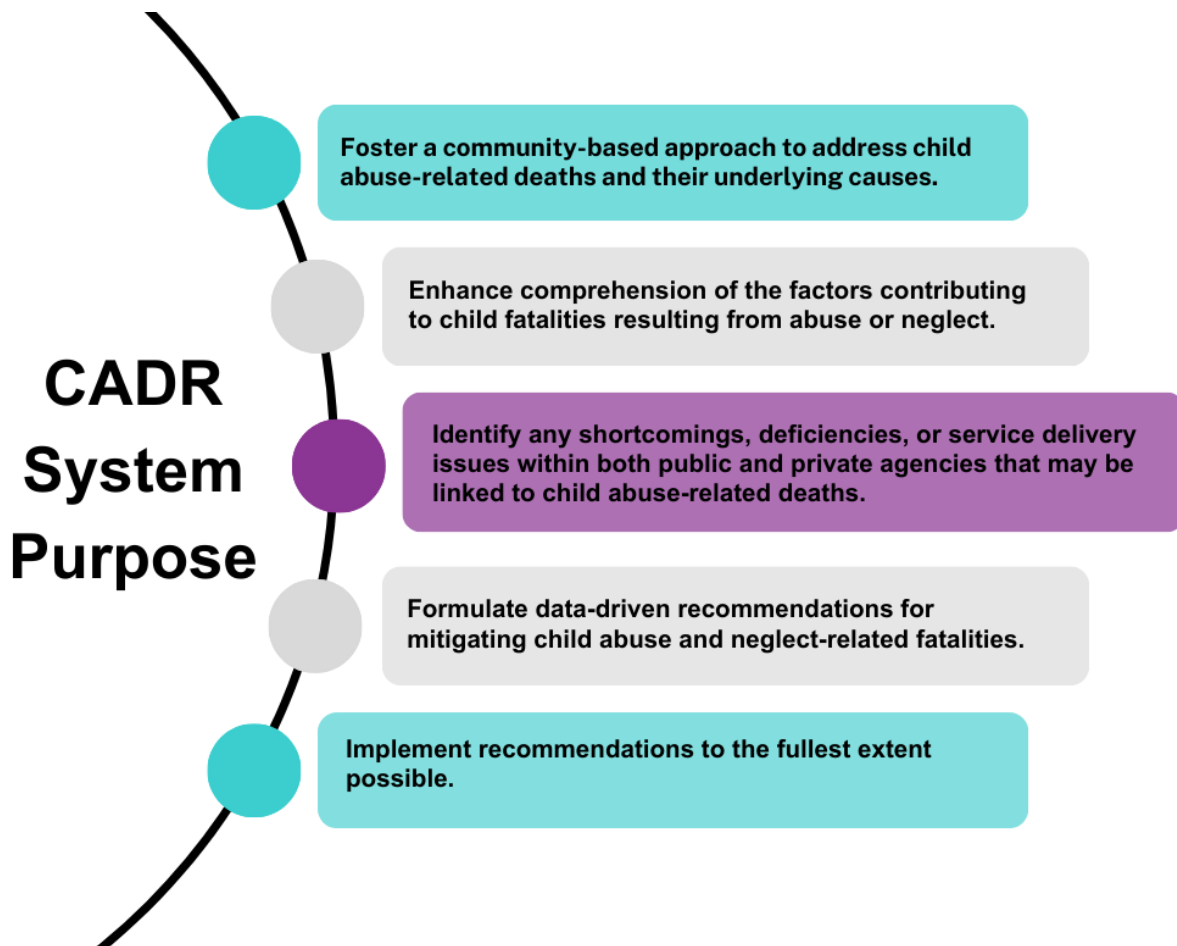 CADR
System
Purpose
Foster a community-based approach to address child
abuse-related deaths and their underlying causes.
Enhance comprehension of the factors contributing
to child fatalities resulting from abuse or neglect.
Identify any shortcomings, deficiencies, or service delivery
issues within both public and private agencies that may be
linked to child abuse-related deaths.
Formulate data-driven recommendations for
mitigating child abuse and neglect-related fatalities.
Implement recommendations to the fullest extent
possible.